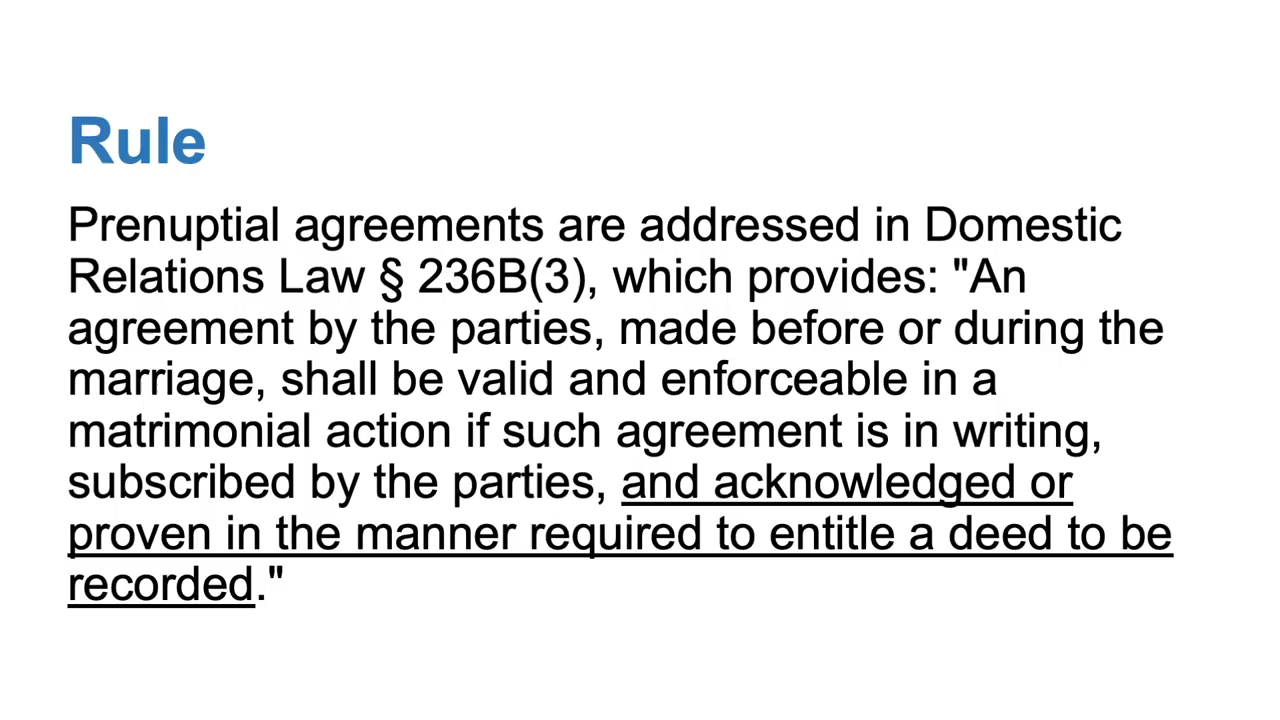 Rule
Prenuptial agreements are addressed in Domestic
Relations Law § 236B(3), which provides: "An
agreement by the parties, made before or during the
marriage, shall be valid and enforceable in a
matrimonial action if such agreement is in writing,
subscribed by the parties, and acknowledged or
proven in the manner required to entitle a deed to be
recorded."